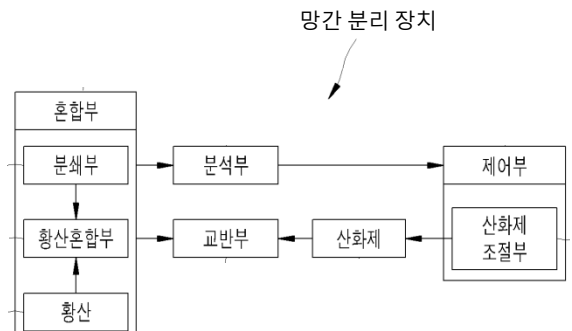 망간 분리 장치
혼합부
분쇄부
분석부
제어부
황산혼합부
교반부
산화제
산화제
조절부
황산